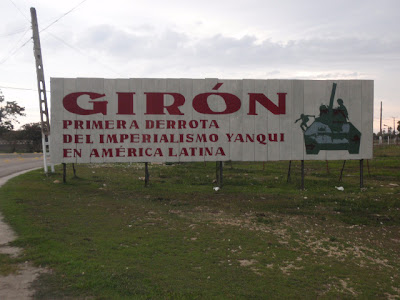 GIRÓN
PRIMERA DERROTA
DEL IMPERIALISMO YANQUI
EN AMÉRICA LATINA